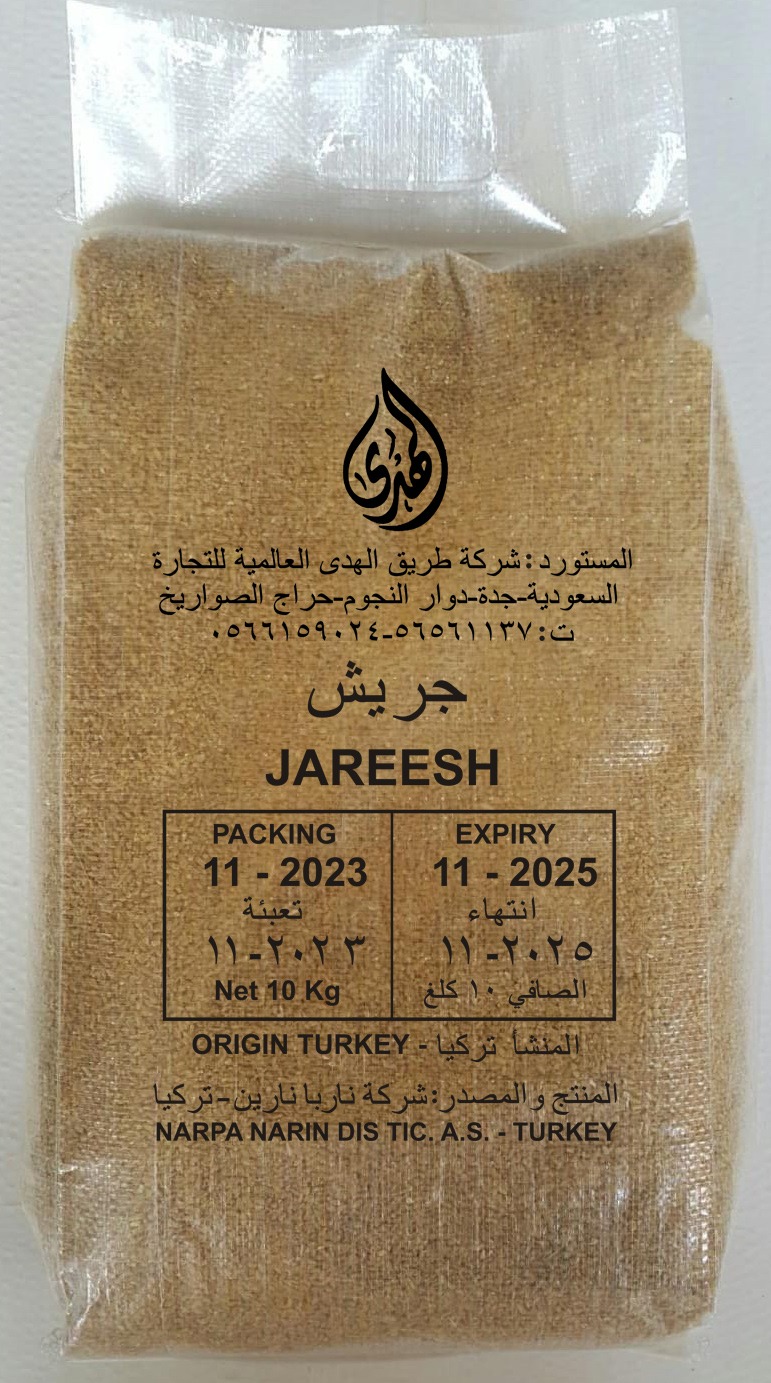 الهدى
المستورد: شركة طريق الهدى العالمية للتجارة
السعودية-جدة-دوار النجوم-حراج الصواريخ
ت: ٠٥٦٦١٥٩٠٢٤-٥٦٥٦١١٣٧
جريش
JAREESH
PACKING
11 - 2023
تعبئة
١١-٢٠٢٣
Net 10 Kg
EXPIRY
11 - 2025
انتهاء
١١-٢٠٢٥
الصافي ١٠ كلغ
ORIGIN TURKEY - المنشأ تركيا
المنتج والمصدر: شركة ناربا نارين-تركيا
NARPA NARIN DIS TIC. A.S. - TURKEY